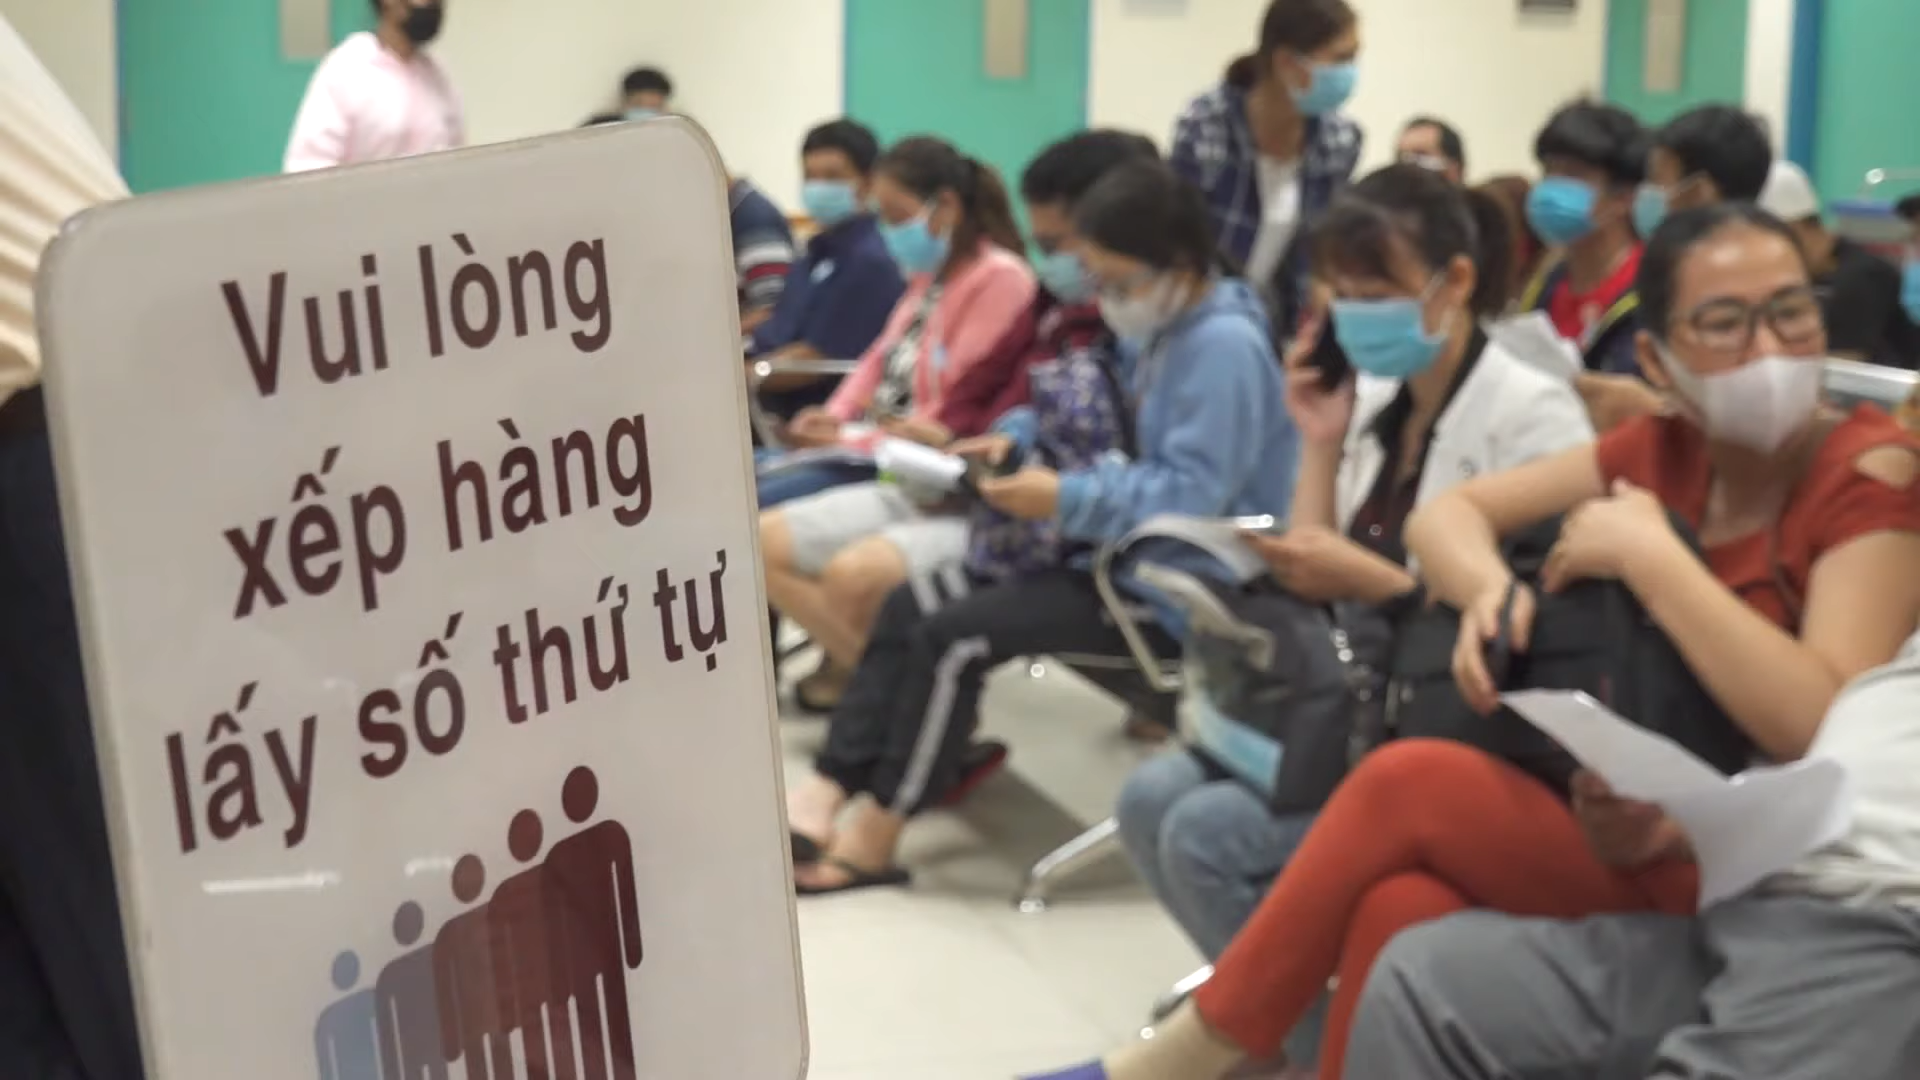 Vui lòng
xếp hàng
lấy số thứ tự